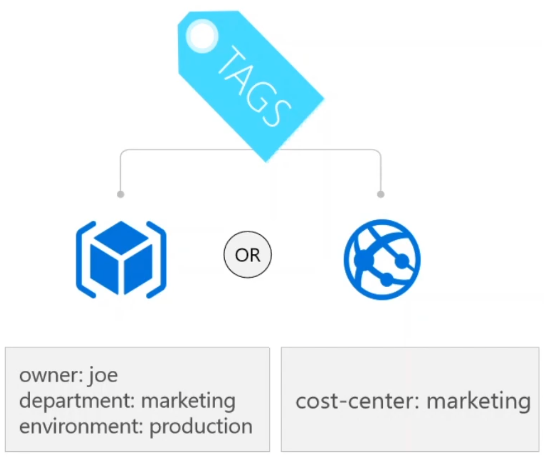 TAGS
OR
owner: joe
department: marketing
environment: production
cost-center: marketing